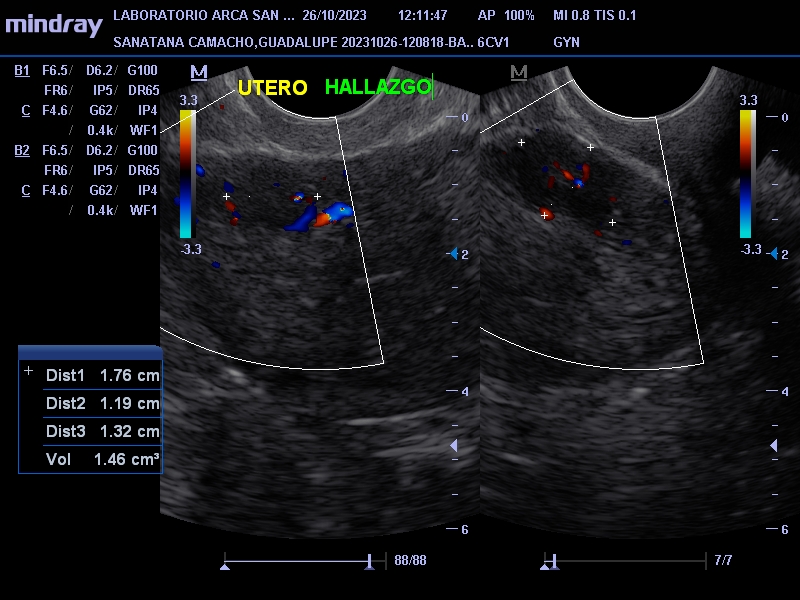 mindray
LABORATORIO ARCA SAN ... 26/10/2023 12:11:47 AP 100% MI 0.8 TIS 0.1
SANATANA CAMACHO,GUADALUPE 20231026-120818-BA.. 6CV1 GYN
B1 F6.5/ D6.2/ G100
FR6/ IP5/ DR65
C F4.6/ G62/ IP4
/ 0.4k/ WF1
B2 F6.5/ D6.2/ G100
FR6/ IP5/ DR65
C F4.6/ G62/ IP4
/ 0.4k/ WF1
M
UTERO HALLAZGO
3.3
-3.3
0
2
4
6
88/88
M
3.3
-3.3
0
2
4
6
7/7
+ Dist1 1.76 cm
Dist2 1.19 cm
Dist3 1.32 cm
Vol 1.46 cm³